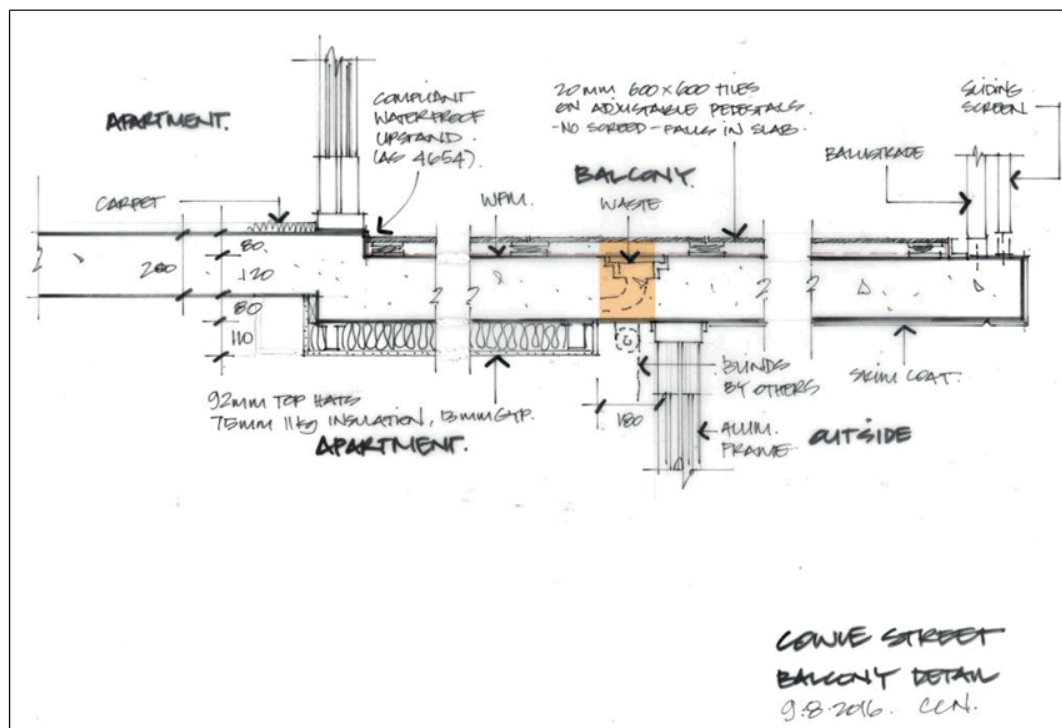 APARTMENT.
COMPLIANT
WATERPROOF
UPSTAND
(AS 4654).
20mm 600x600 TILES
ON ADJUSTABLE PEDESTALS.
-NO SCREED-FALLS IN SLAB.
SLIDING
SCREEN
BALUSTRADE
BALCONY.
CARPET
WPM.
WASTE
80
200
120
80
110
92mm TOP HATS
75mm 11kg INSULATION, 13mm GYP.
APARTMENT.
180
BLINDS
BY OTHERS
SKIM COAT.
ALUM.
FRAME
OUTSIDE
COWIE STREET
BALCONY DETAIL
9.8.2016. CCN.